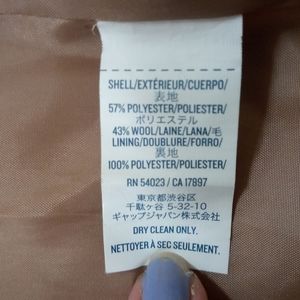 SHELL/EXTÉRIEUR/CUERPO/
表地
57% POLYESTER/POLIESTER/
ポリエステル
43% WOOL/LAINE/LANA/毛
LINING/DOUBLURE/FORRO/
裏地
100% POLYESTER/POLIESTER/
RN 54023 / CA 17897
東京都渋谷区
千駄ヶ谷 5-32-10
ギャップジャパン株式会社
DRY CLEAN ONLY.
NETTOYER À SEC SEULEMENT.